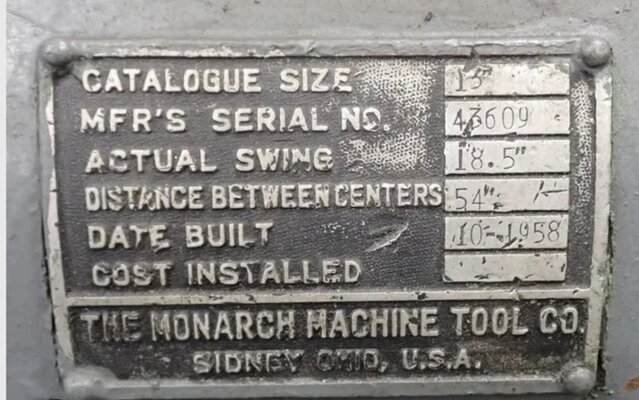 CATALOGUE SIZE 13"
MFR'S SERIAL NO. 43609
ACTUAL SWING 18.5"
DISTANCE BETWEEN CENTERS 54"
DATE BUILT 10-1958
COST INSTALLED
THE MONARCH MACHINE TOOL CO.
SIDNEY OHIO, U.S.A.